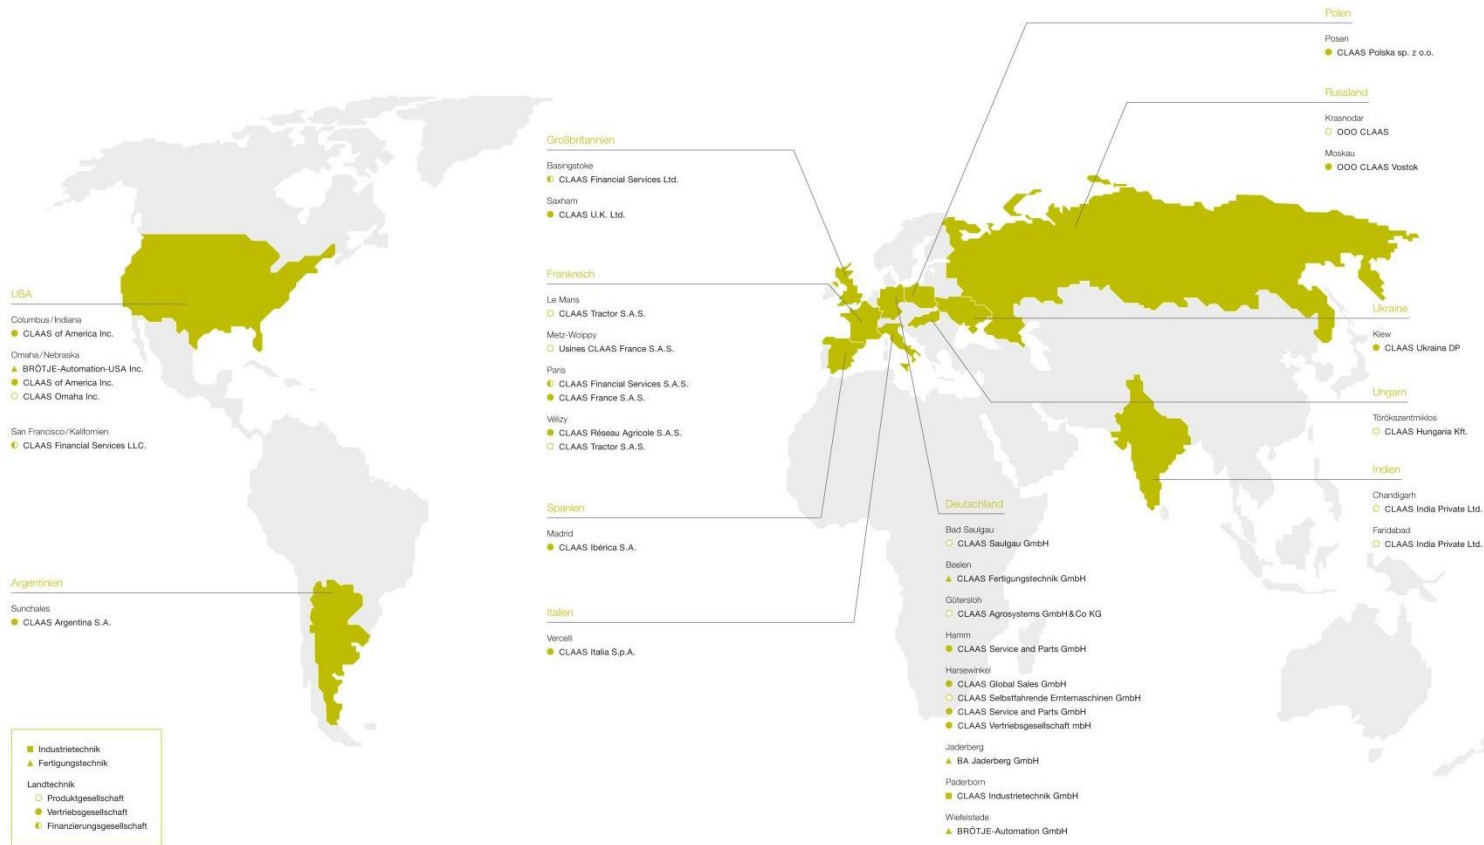 USA
Columbus/Indiana
CLAAS of America Inc.
Omaha/Nebraska
BRÖTJE-Automation-USA Inc.
CLAAS of America Inc.
CLAAS Omaha Inc.
San Francisco/Kalifornien
CLAAS Financial Services LLC.
Argentinien
Sunchales
CLAAS Argentina S.A.
Industrietechnik
Fertigungstechnik
Landtechnik
Produktgesellschaft
Vertriebsgesellschaft
Finanzierungsgesellschaft
Großbritannien
Basingstoke
CLAAS Financial Services Ltd.
Saxham
CLAAS U.K. Ltd.
Frankreich
Le Mans
CLAAS Tractor S.A.S.
Metz-Woippy
Usines CLAAS France S.A.S.
Paris
CLAAS Financial Services S.A.S.
CLAAS France S.A.S.
Vélizy
CLAAS Réseau Agricole S.A.S.
CLAAS Tractor S.A.S.
Spanien
Madrid
CLAAS Ibérica S.A.
Italien
Vercelli
CLAAS Italia S.p.A.
Deutschland
Bad Saulgau
CLAAS Saulgau GmbH
Beelen
CLAAS Fertigungstechnik GmbH
Gütersloh
CLAAS Agrosystems GmbH&Co KG
Hamm
CLAAS Service and Parts GmbH
Harsewinkel
CLAAS Global Sales GmbH
CLAAS Selbstfahrende Erntemaschinen GmbH
CLAAS Service and Parts GmbH
CLAAS Vertriebsgesellschaft mbH
Jaderberg
BA Jaderberg GmbH
Paderborn
CLAAS Industrietechnik GmbH
Wiefelstede
BRÖTJE-Automation GmbH
Polen
Posen
CLAAS Polska sp. z o.o.
Russland
Krasnodar
OOO CLAAS
Moskau
OOO CLAAS Vostok
Ukraine
Kiew
CLAAS Ukraina DP
Ungarn
Törökszentmiklos
CLAAS Hungaria Kft.
Indien
Chandigarh
CLAAS India Private Ltd.
Faridabad
CLAAS India Private Ltd.